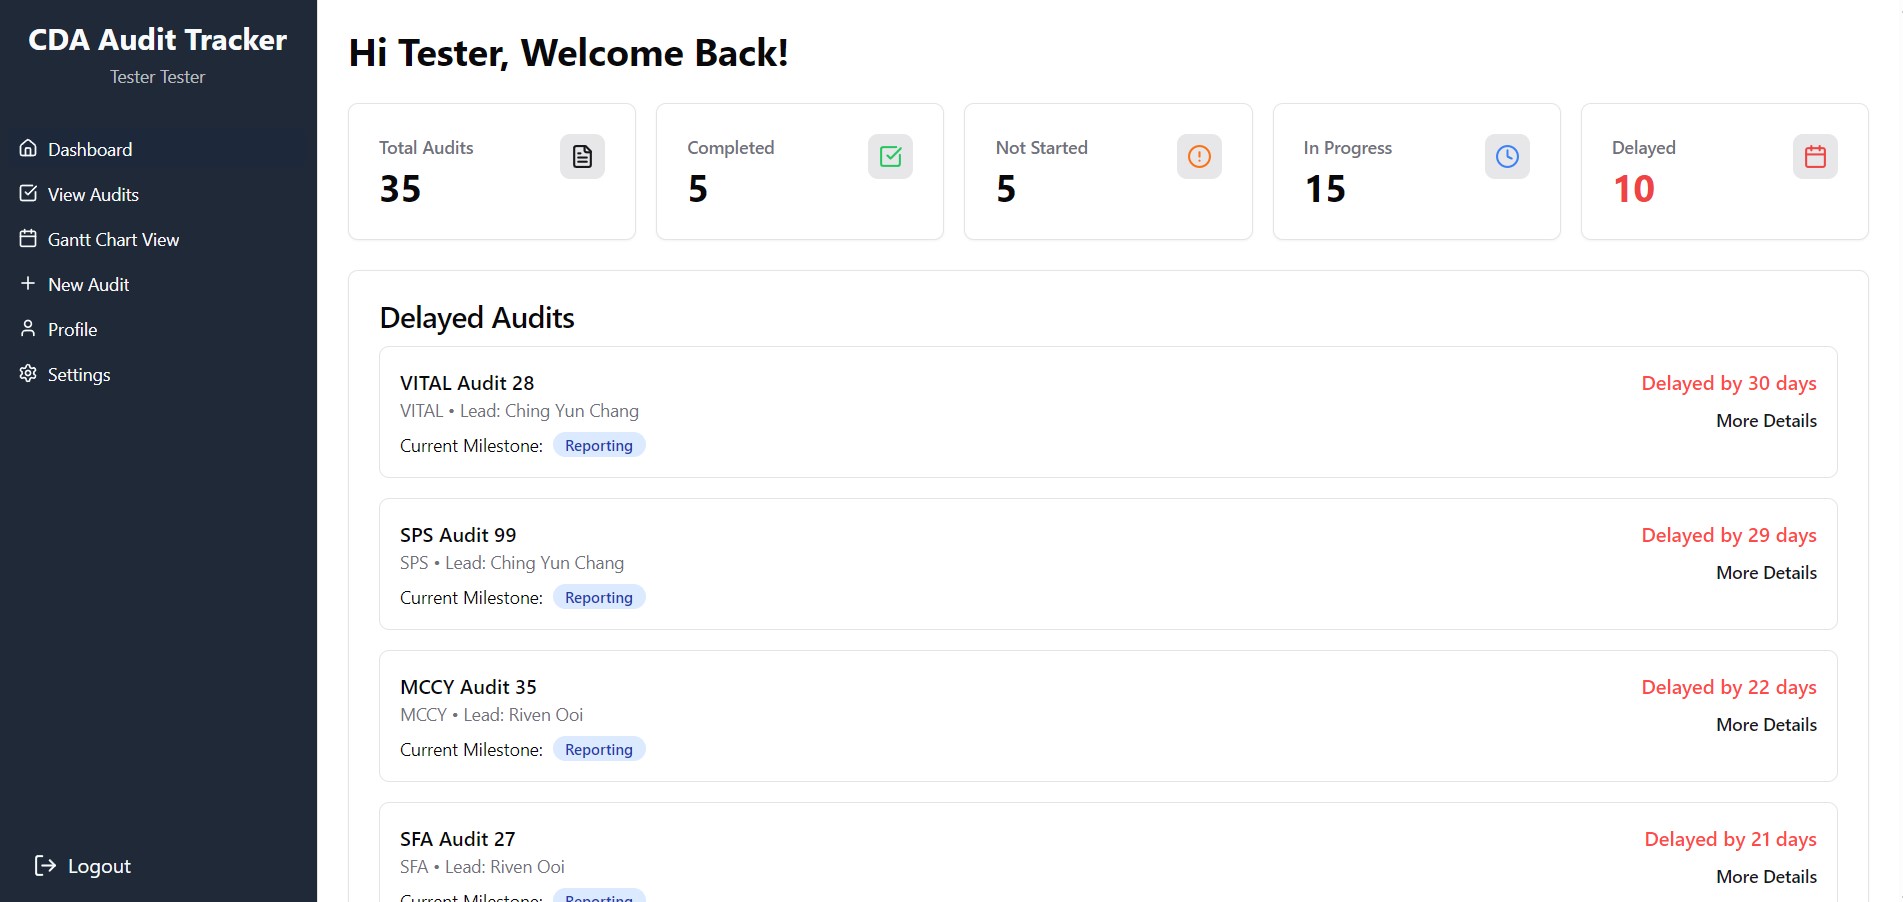 CDA Audit Tracker
Tester Tester
Dashboard
View Audits
Gantt Chart View
New Audit
Profile
Settings
Logout
Hi Tester, Welcome Back!
Total Audits
35
Completed
5
Not Started
5
In Progress
15
Delayed
10
Delayed Audits
VITAL Audit 28
VITAL • Lead: Ching Yun Chang
Current Milestone: Reporting
Delayed by 30 days
More Details
SPS Audit 99
SPS • Lead: Ching Yun Chang
Current Milestone: Reporting
Delayed by 29 days
More Details
MCCY Audit 35
MCCY • Lead: Riven Ooi
Current Milestone: Reporting
Delayed by 22 days
More Details
SFA Audit 27
SFA • Lead: Riven Ooi
Current Milestone: Reporting
Delayed by 21 days
More Details